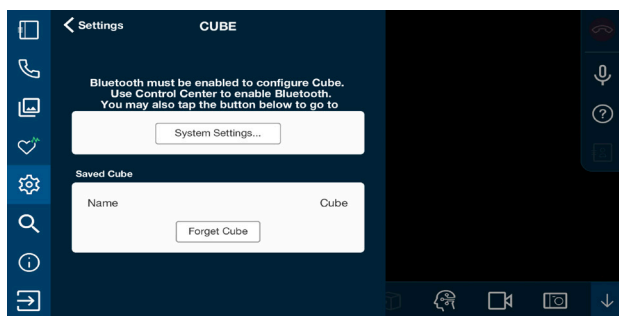 Settings
CUBE
Bluetooth must be enabled to configure Cube.
Use Control Center to enable Bluetooth.
You may also tap the button below to go to
System Settings...
Saved Cube
Name
Cube
Forget Cube